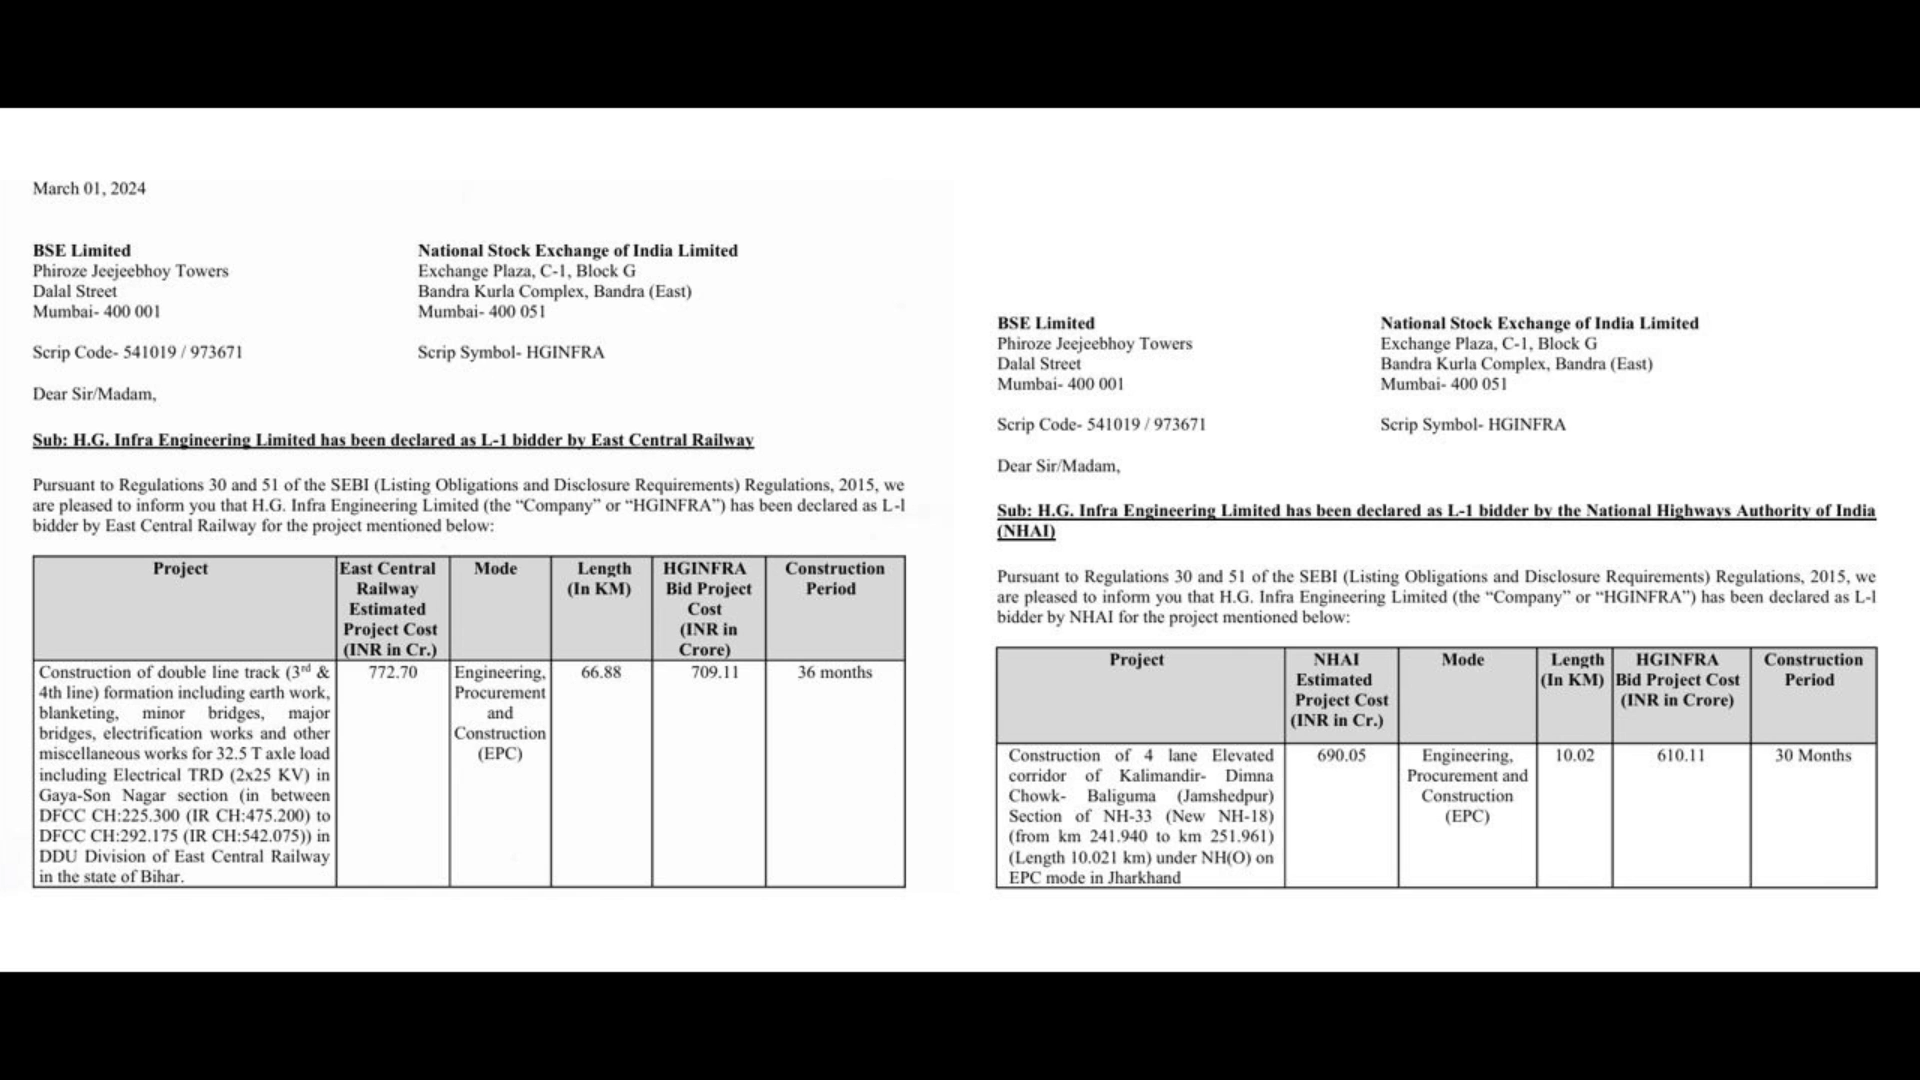 March 01, 2024
BSE Limited
Phiroze Jeejeebhoy Towers
Dalal Street
Mumbai- 400 001
National Stock Exchange of India Limited
Exchange Plaza, C-1, Block G
Bandra Kurla Complex, Bandra (East)
Mumbai- 400 051
Scrip Code- 541019 / 973671
Scrip Symbol- HGINFRA
Dear Sir/Madam,
Sub: H.G. Infra Engineering Limited has been declared as L-1 bidder by East Central Railway
Pursuant to Regulations 30 and 51 of the SEBI (Listing Obligations and Disclosure Requirements) Regulations, 2015, we
are pleased to inform you that H.G. Infra Engineering Limited (the “Company” or “HGINFRA”) has been declared as L-1
bidder by East Central Railway for the project mentioned below:
Project
East Central
Railway
Estimated
Project Cost
(INR in Cr.)
Mode
Length
(In KM)
HGINFRA
Bid Project
Cost
(INR in
Crore)
Construction
Period
Construction of double line track (3rd &
4th line) formation including earth work,
blanketing, minor bridges, major
bridges, electrification works and other
miscellaneous works for 32.5 T axle load
including Electrical TRD (2x25 KV) in
Gaya-Son Nagar section (in between
DFCC CH:225.300 (IR CH:475.200) to
DFCC CH:292.175 (IR CH:542.075)) in
DDU Division of East Central Railway
in the state of Bihar.
772.70
Engineering,
Procurement
and
Construction
(EPC)
66.88
709.11
36 months
BSE Limited
Phiroze Jeejeebhoy Towers
Dalal Street
Mumbai- 400 001
National Stock Exchange of India Limited
Exchange Plaza, C-1, Block G
Bandra Kurla Complex, Bandra (East)
Mumbai- 400 051
Scrip Code- 541019 / 973671
Scrip Symbol- HGINFRA
Dear Sir/Madam,
Sub: H.G. Infra Engineering Limited has been declared as L-1 bidder by the National Highways Authority of India
(NHAI)
Pursuant to Regulations 30 and 51 of the SEBI (Listing Obligations and Disclosure Requirements) Regulations, 2015, we
are pleased to inform you that H.G. Infra Engineering Limited (the “Company” or “HGINFRA”) has been declared as L-1
bidder by NHAI for the project mentioned below:
Project
NHAI
Estimated
Project Cost
(INR in Cr.)
Mode
Length
(In KM)
HGINFRA
Bid Project Cost
(INR in Crore)
Construction
Period
Construction of 4 lane Elevated
corridor of Kalimandir- Dimna
Chowk- Baliguma (Jamshedpur)
Section of NH-33 (New NH-18)
(from km 241.940 to km 251.961)
(Length 10.021 km) under NH(O) on
EPC mode in Jharkhand
690.05
Engineering,
Procurement and
Construction
(EPC)
10.02
610.11
30 Months